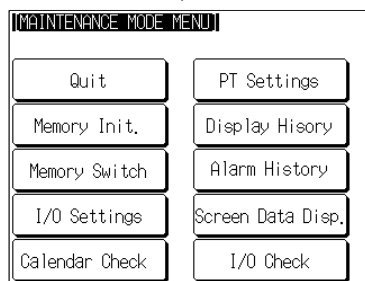 [MAINTENANCE MODE MENU]
Quit
PT Settings
Memory Init.
Display Hisory
Memory Switch
Alarm History
I/O Settings
Screen Data Disp.
Calendar Check
I/O Check